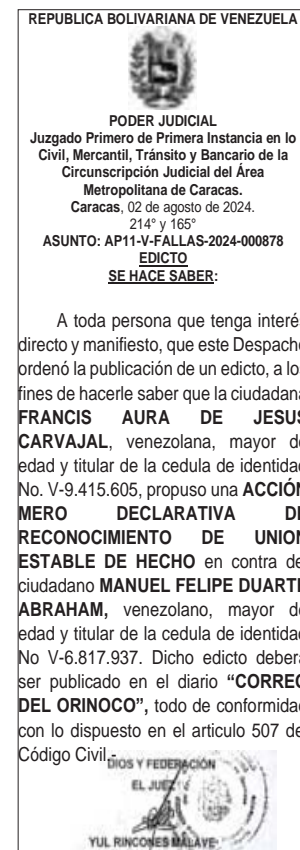 REPUBLICA BOLIVARIANA DE VENEZUELA
PODER JUDICIAL
Juzgado Primero de Primera Instancia en lo
Civil, Mercantil, Tránsito y Bancario de la
Circunscripción Judicial del Área
Metropolitana de Caracas.
Caracas, 02 de agosto de 2024.
214° y 165°
ASUNTO: AP11-V-FALLAS-2024-000878
EDICTO
SE HACE SABER:
A toda persona que tenga interés
directo y manifiesto, que este Despacho
ordenó la publicación de un edicto, a los
fines de hacerle saber que la ciudadana
FRANCIS AURA DE JESUS
CARVAJAL, venezolana, mayor de
edad y titular de la cedula de identidad
No. V-9.415.605, propuso una ACCIÓN
MERO DECLARATIVA DE
RECONOCIMIENTO DE UNION
ESTABLE DE HECHO en contra del
ciudadano MANUEL FELIPE DUARTE
ABRAHAM, venezolano, mayor de
edad y titular de la cedula de identidad
No V-6.817.937. Dicho edicto deberá
ser publicado en el diario “CORREO
DEL ORINOCO”, todo de conformidad
con lo dispuesto en el articulo 507 del
Código Civil.-
DIOS Y FEDERACIÓN
EL JUEZ
YUL RINCONES MALAVE